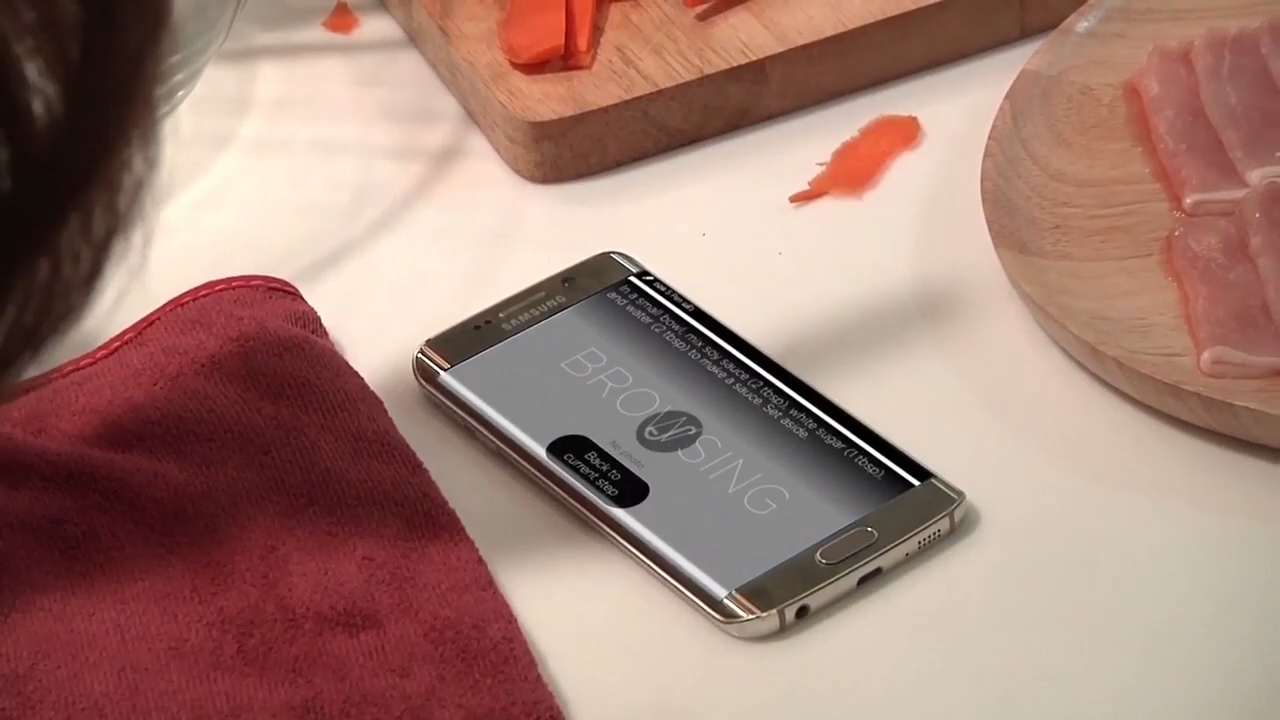 SAMSUNG
In a small bowl, mix soy sauce (2 tbsp), white sugar (1 tbsp),
and water (2 tbsp) to make a sauce. Set aside.
BROWSING
No photo
Back to
current step